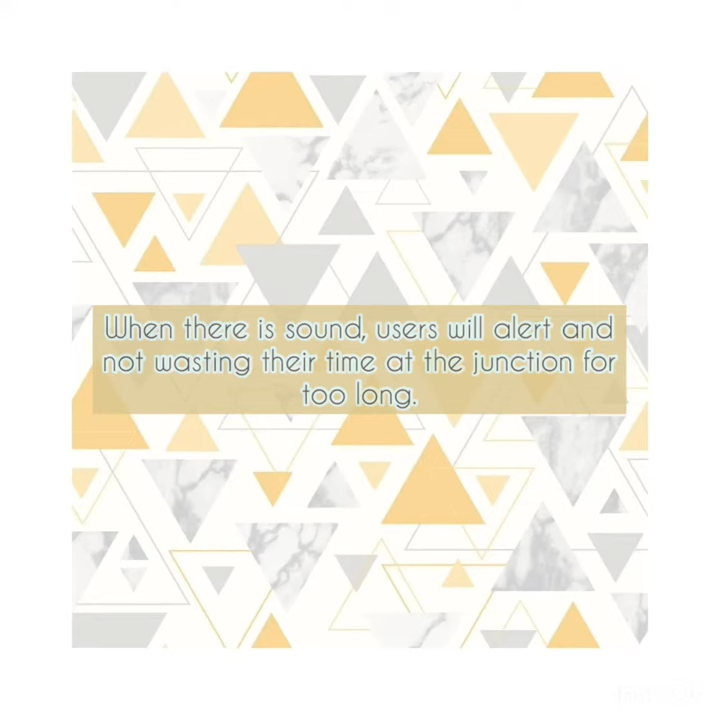 When there is sound, users will alert and
not wasting their time at the junction for
too long.